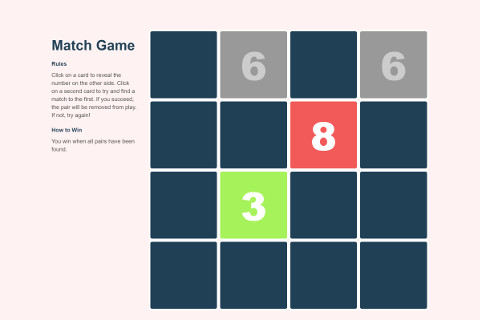 Match Game
Rules
Click on a card to reveal the
number on the other side. Click
on a second card to try and find a
match to the first. If you succeed,
the pair will be removed from play.
If not, try again!
How to Win
You win when all pairs have been
found.
6 6
8
3